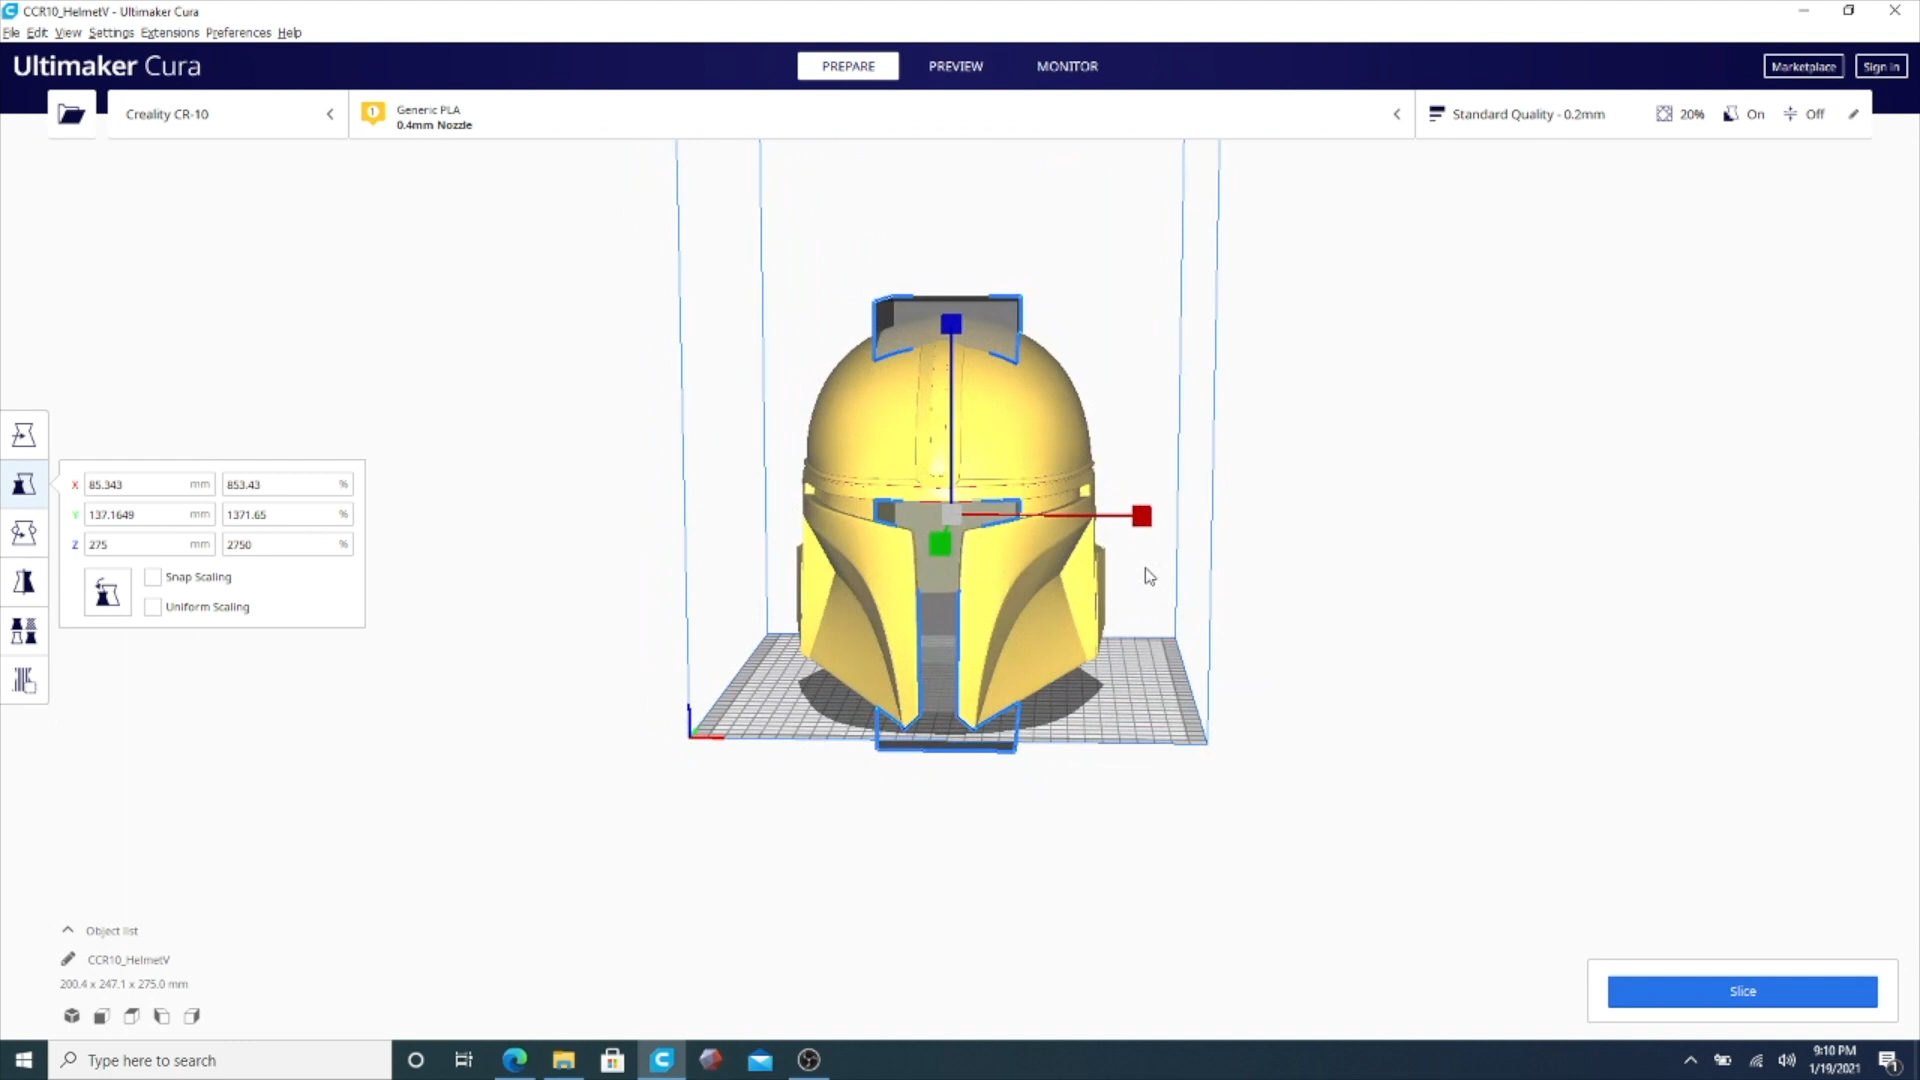 CCR10_HelmetV - Ultimaker Cura
File Edit View Settings Extensions Preferences Help
Ultimaker Cura
PREPARE
PREVIEW
MONITOR
Marketplace
Sign in
Creality CR-10
1
Generic PLA
0.4mm Nozzle
Standard Quality - 0.2mm
20%
On
Off
X 85.343 mm 853.43 %
Y 137.1649 mm 1371.65 %
Z 275 mm 2750 %
Snap Scaling
Uniform Scaling
Object list
CCR10_HelmetV
200.4 x 247.1 x 275.0 mm
Slice
Type here to search
9:10 PM
1/19/2021
1